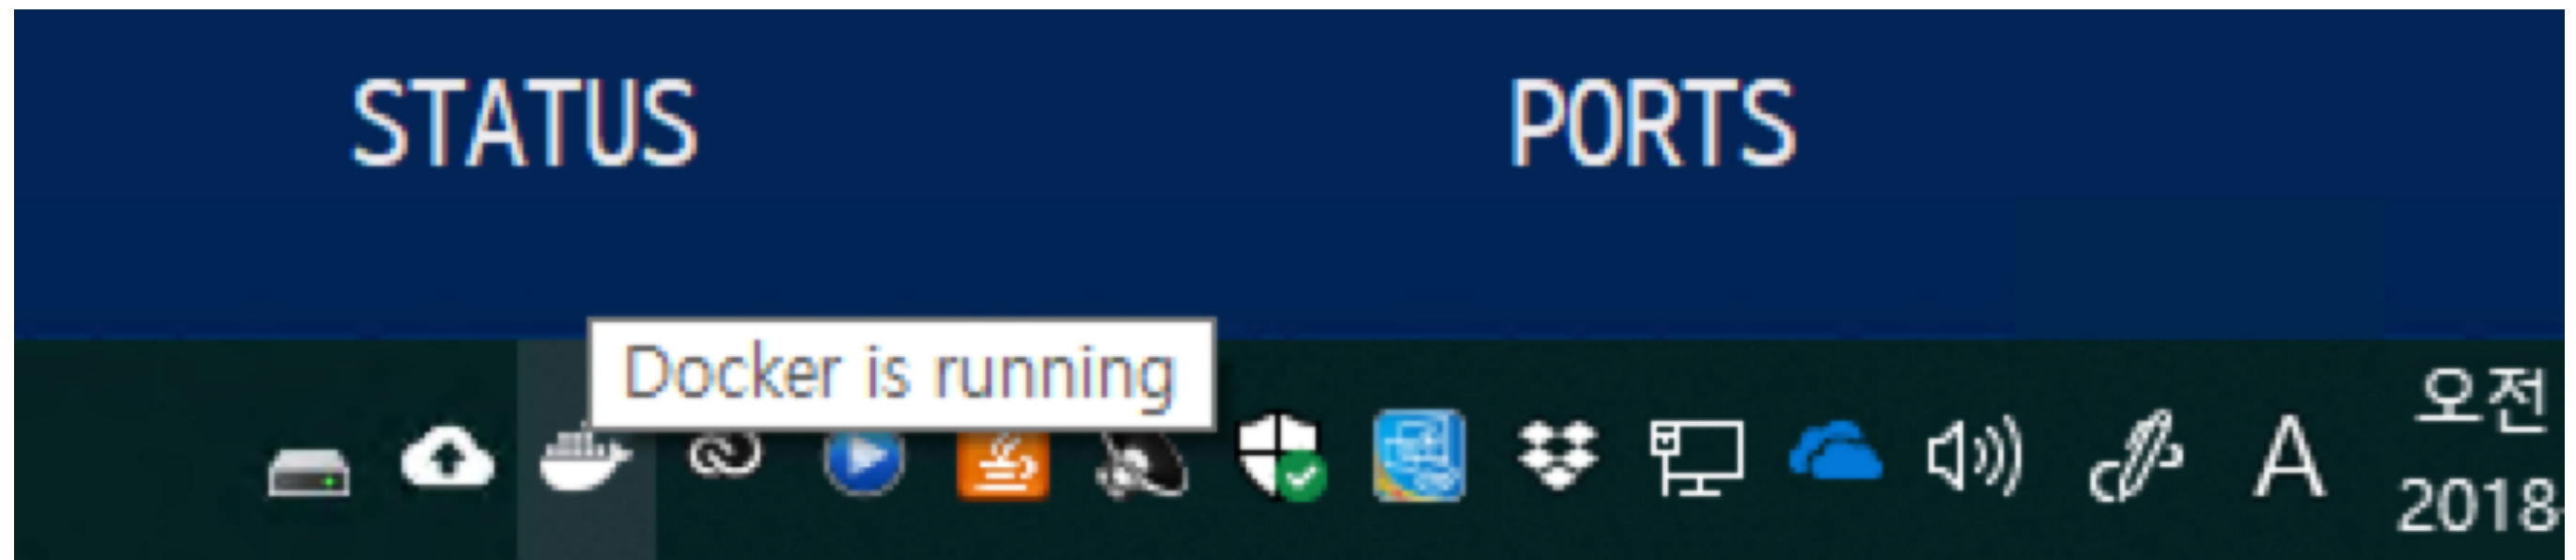 STATUS PORTS
Docker is running
A 오전
2018-